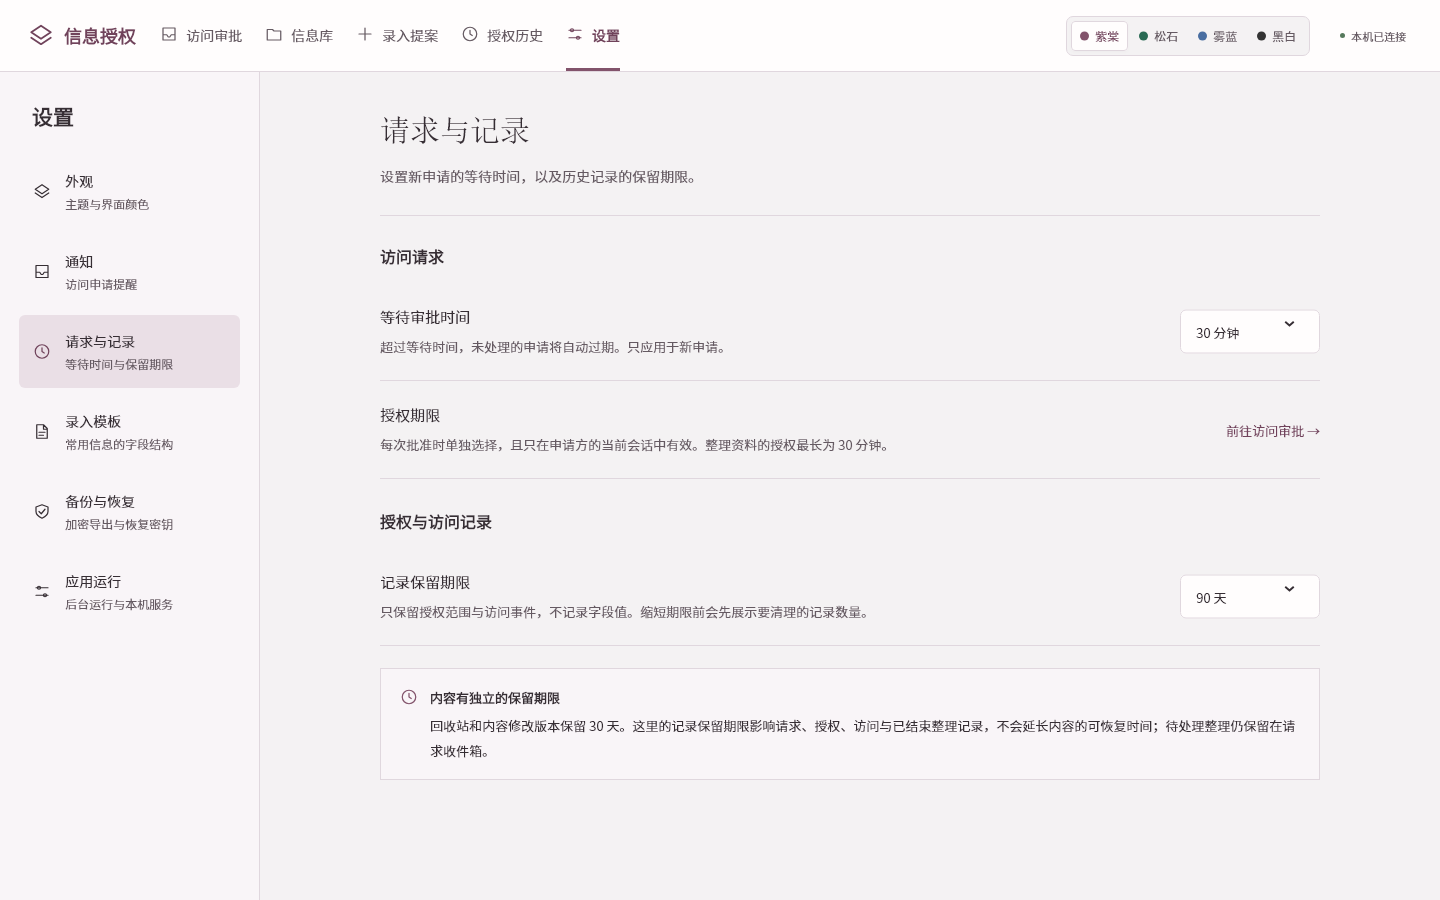 信息授权
访问审批
信息库
录入提案
授权历史
设置
紫棠
松石
雾蓝
黑白
本机已连接
设置
外观
主题与界面颜色
通知
访问申请提醒
请求与记录
等待时间与保留期限
录入模板
常用信息的字段结构
备份与恢复
加密导出与恢复密钥
应用运行
后台运行与本机服务
请求与记录
设置新申请的等待时间，以及历史记录的保留期限。
访问请求
等待审批时间
超过等待时间，未处理的申请将自动过期。只应用于新申请。
30 分钟
授权期限
每次批准时单独选择，且只在申请方的当前会话中有效。整理资料的授权最长为 30 分钟。
前往访问审批 →
授权与访问记录
记录保留期限
只保留授权范围与访问事件，不记录字段值。缩短期限前会先展示要清理的记录数量。
90 天
内容有独立的保留期限
回收站和内容修改版本保留 30 天。这里的记录保留期限影响请求、授权、访问与已结束整理记录，不会延长内容的可恢复时间；待处理整理仍保留在请
求收件箱。